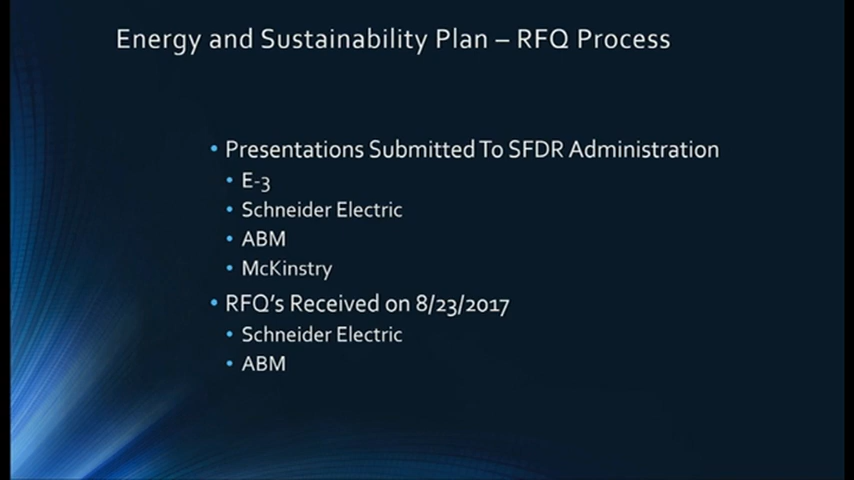 Energy and Sustainability Plan – RFQ Process
• Presentations Submitted To SFDR Administration
• E-3
• Schneider Electric
• ABM
• McKinstry
• RFQ's Received on 8/23/2017
• Schneider Electric
• ABM